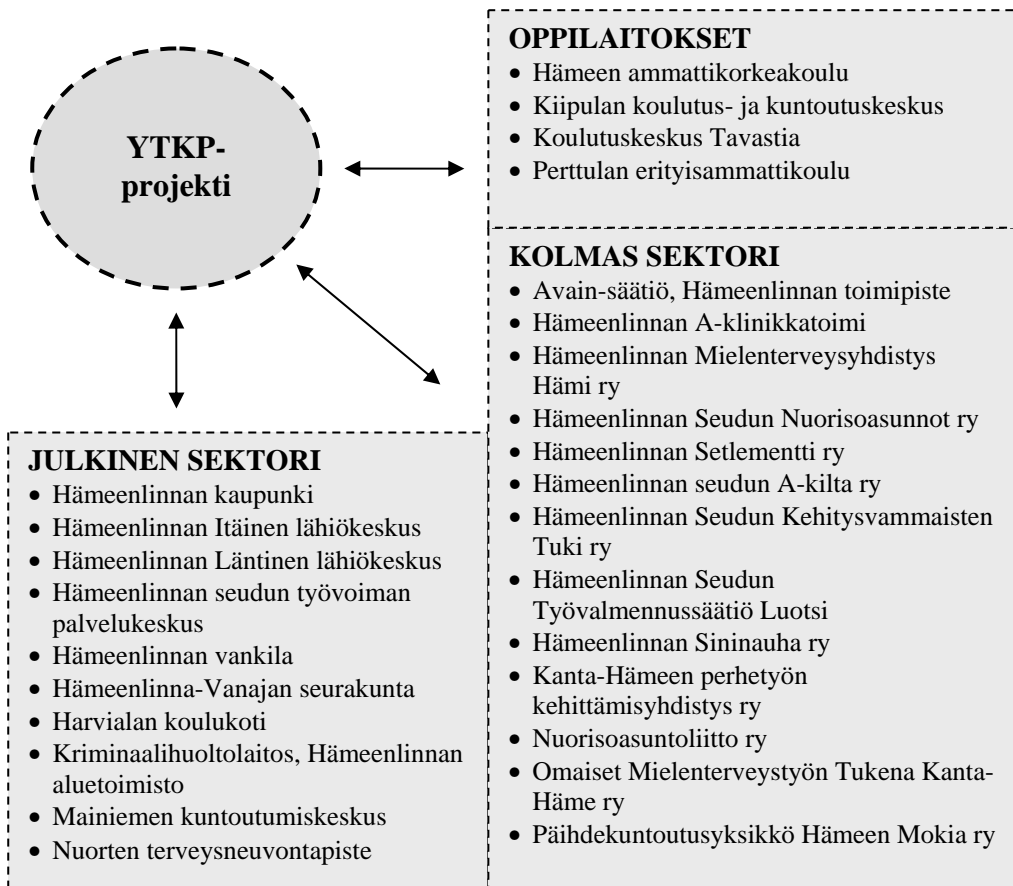 YTKP-
projekti
OPPILAITOKSET
• Hämeen ammattikorkeakoulu
• Kiipulan koulutus- ja kuntoutuskeskus
• Koulutuskeskus Tavastia
• Perttulan erityisammattikoulu
KOLMAS SEKTORI
• Avain-säätiö, Hämeenlinnan toimipiste
• Hämeenlinnan A-klinikkatoimi
• Hämeenlinnan Mielenterveysyhdistys
Hämi ry
• Hämeenlinnan Seudun Nuorisoasunnot ry
• Hämeenlinnan Setlementti ry
• Hämeenlinnan seudun A-kilta ry
• Hämeenlinnan Seudun Kehitysvammaisten
Tuki ry
• Hämeenlinnan Seudun
Työvalmennussäätiö Luotsi
• Hämeenlinnan Sininauha ry
• Kanta-Hämeen perhetyön
kehittämisyhdistys ry
• Nuorisoasuntoliitto ry
• Omaiset Mielenterveystyön Tukena Kanta-
Häme ry
• Päihdekuntoutusyksikkö Hämeen Mokia ry
JULKINEN SEKTORI
• Hämeenlinnan kaupunki
• Hämeenlinnan Itäinen lähiökeskus
• Hämeenlinnan Läntinen lähiökeskus
• Hämeenlinnan seudun työvoiman
palvelukeskus
• Hämeenlinnan vankila
• Hämeenlinna-Vanajan seurakunta
• Harvialan koulukoti
• Kriminaalihuoltolaitos, Hämeenlinnan
aluetoimisto
• Mainiemen kuntoutumiskeskus
• Nuorten terveysneuvontapiste